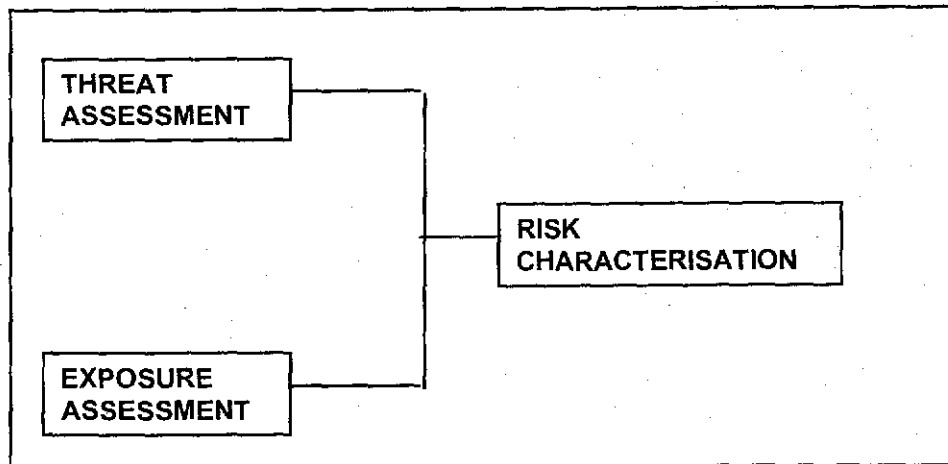 THREAT
ASSESSMENT
RISK
CHARACTERISATION
EXPOSURE
ASSESSMENT